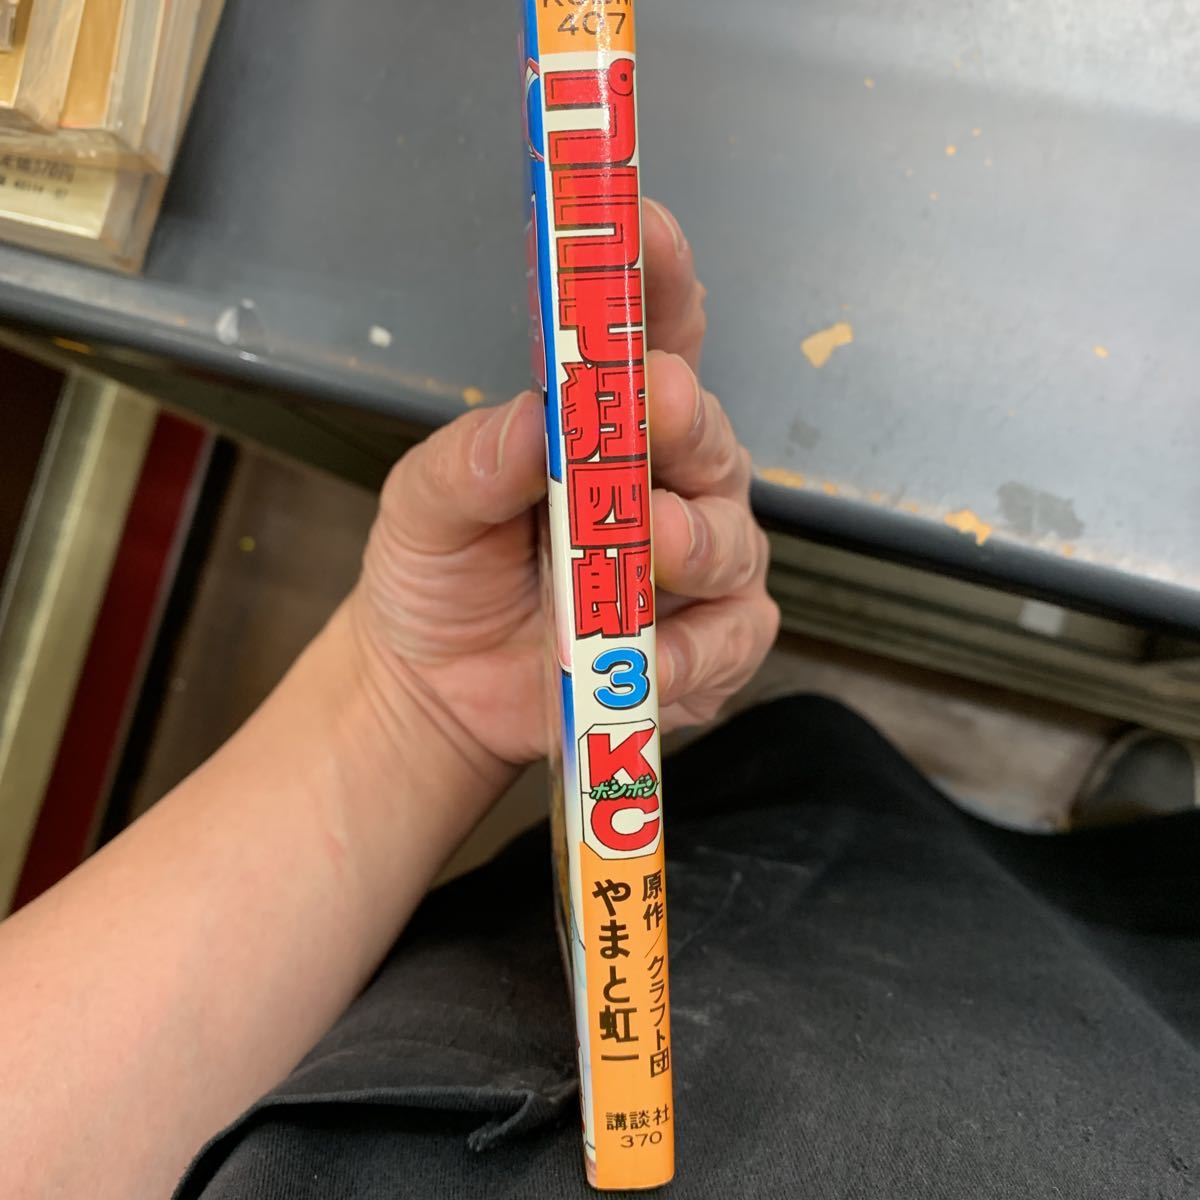 407
プラモ狂四郎
3
KC
ボンボン
原作/クラフト団
やまと虹一
講談社
370